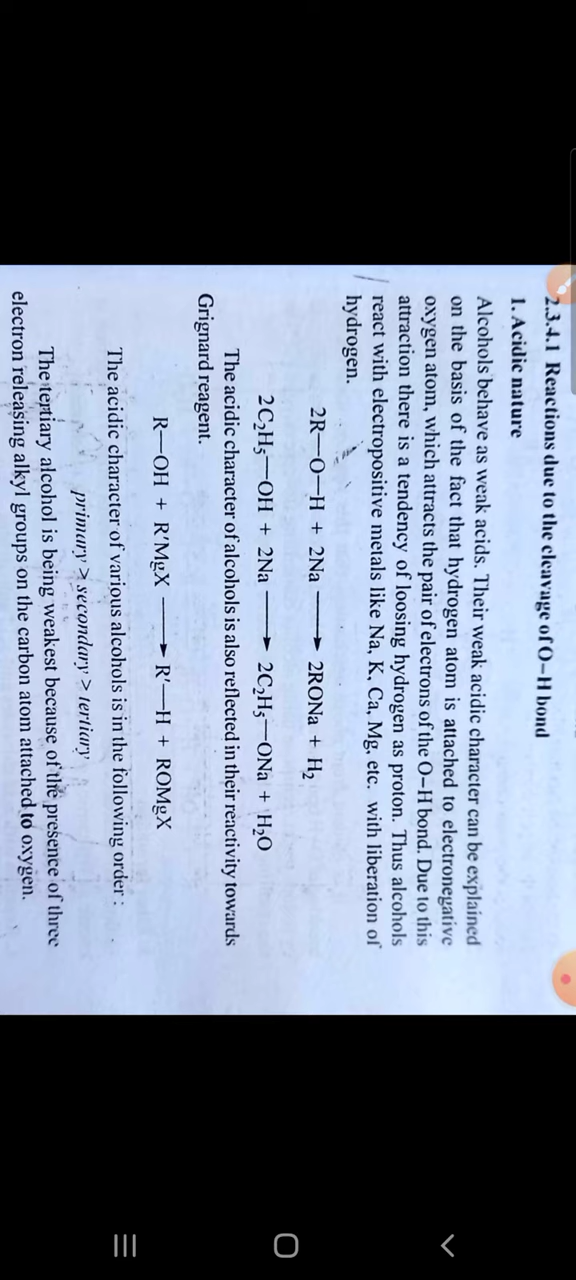 2.3.4.1 Reactions due to the cleavage of O–H bond
1. Acidic nature
Alcohols behave as weak acids. Their weak acidic character can be explained
on the basis of the fact that hydrogen atom is attached to electronegative
oxygen atom, which attracts the pair of electrons of the O–H bond. Due to this
attraction there is a tendency of loosing hydrogen as proton. Thus alcohols
react with electropositive metals like Na, K, Ca, Mg, etc. with liberation of
hydrogen.
2R—O—H + 2Na ⟶ 2RONa + H₂
2C₂H₅—OH + 2Na ⟶ 2C₂H₅—ONa + H₂O
The acidic character of alcohols is also reflected in their reactivity towards
Grignard reagent.
R—OH + R′MgX ⟶ R′—H + ROMgX
The acidic character of various alcohols is in the following order :
primary > secondary > tertiary
The tertiary alcohol is being weakest because of the presence of three
electron releasing alkyl groups on the carbon atom attached to oxygen.